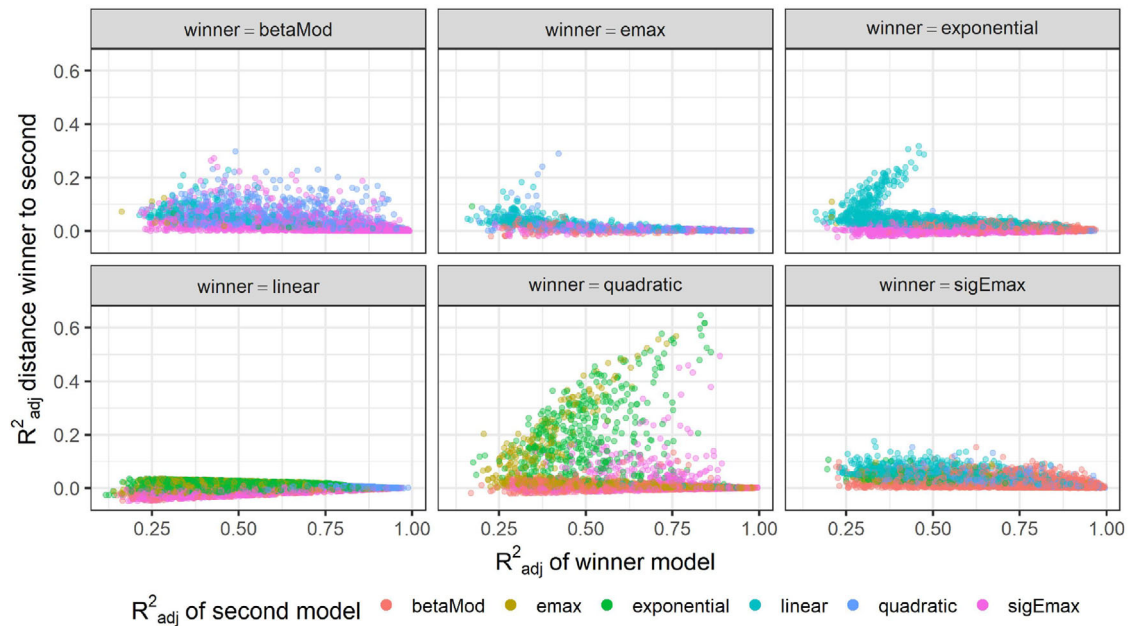 winner = betaMod
winner = emax
winner = exponential
0.6
0.4
0.2
0.0
winner = linear
winner = quadratic
winner = sigEmax
0.6
0.4
0.2
0.0
0.25 0.50 0.75 1.00
0.25 0.50 0.75 1.00
0.25 0.50 0.75 1.00
R²adj distance winner to second
R²adj of winner model
R²adj of second model betaMod emax exponential linear quadratic sigEmax